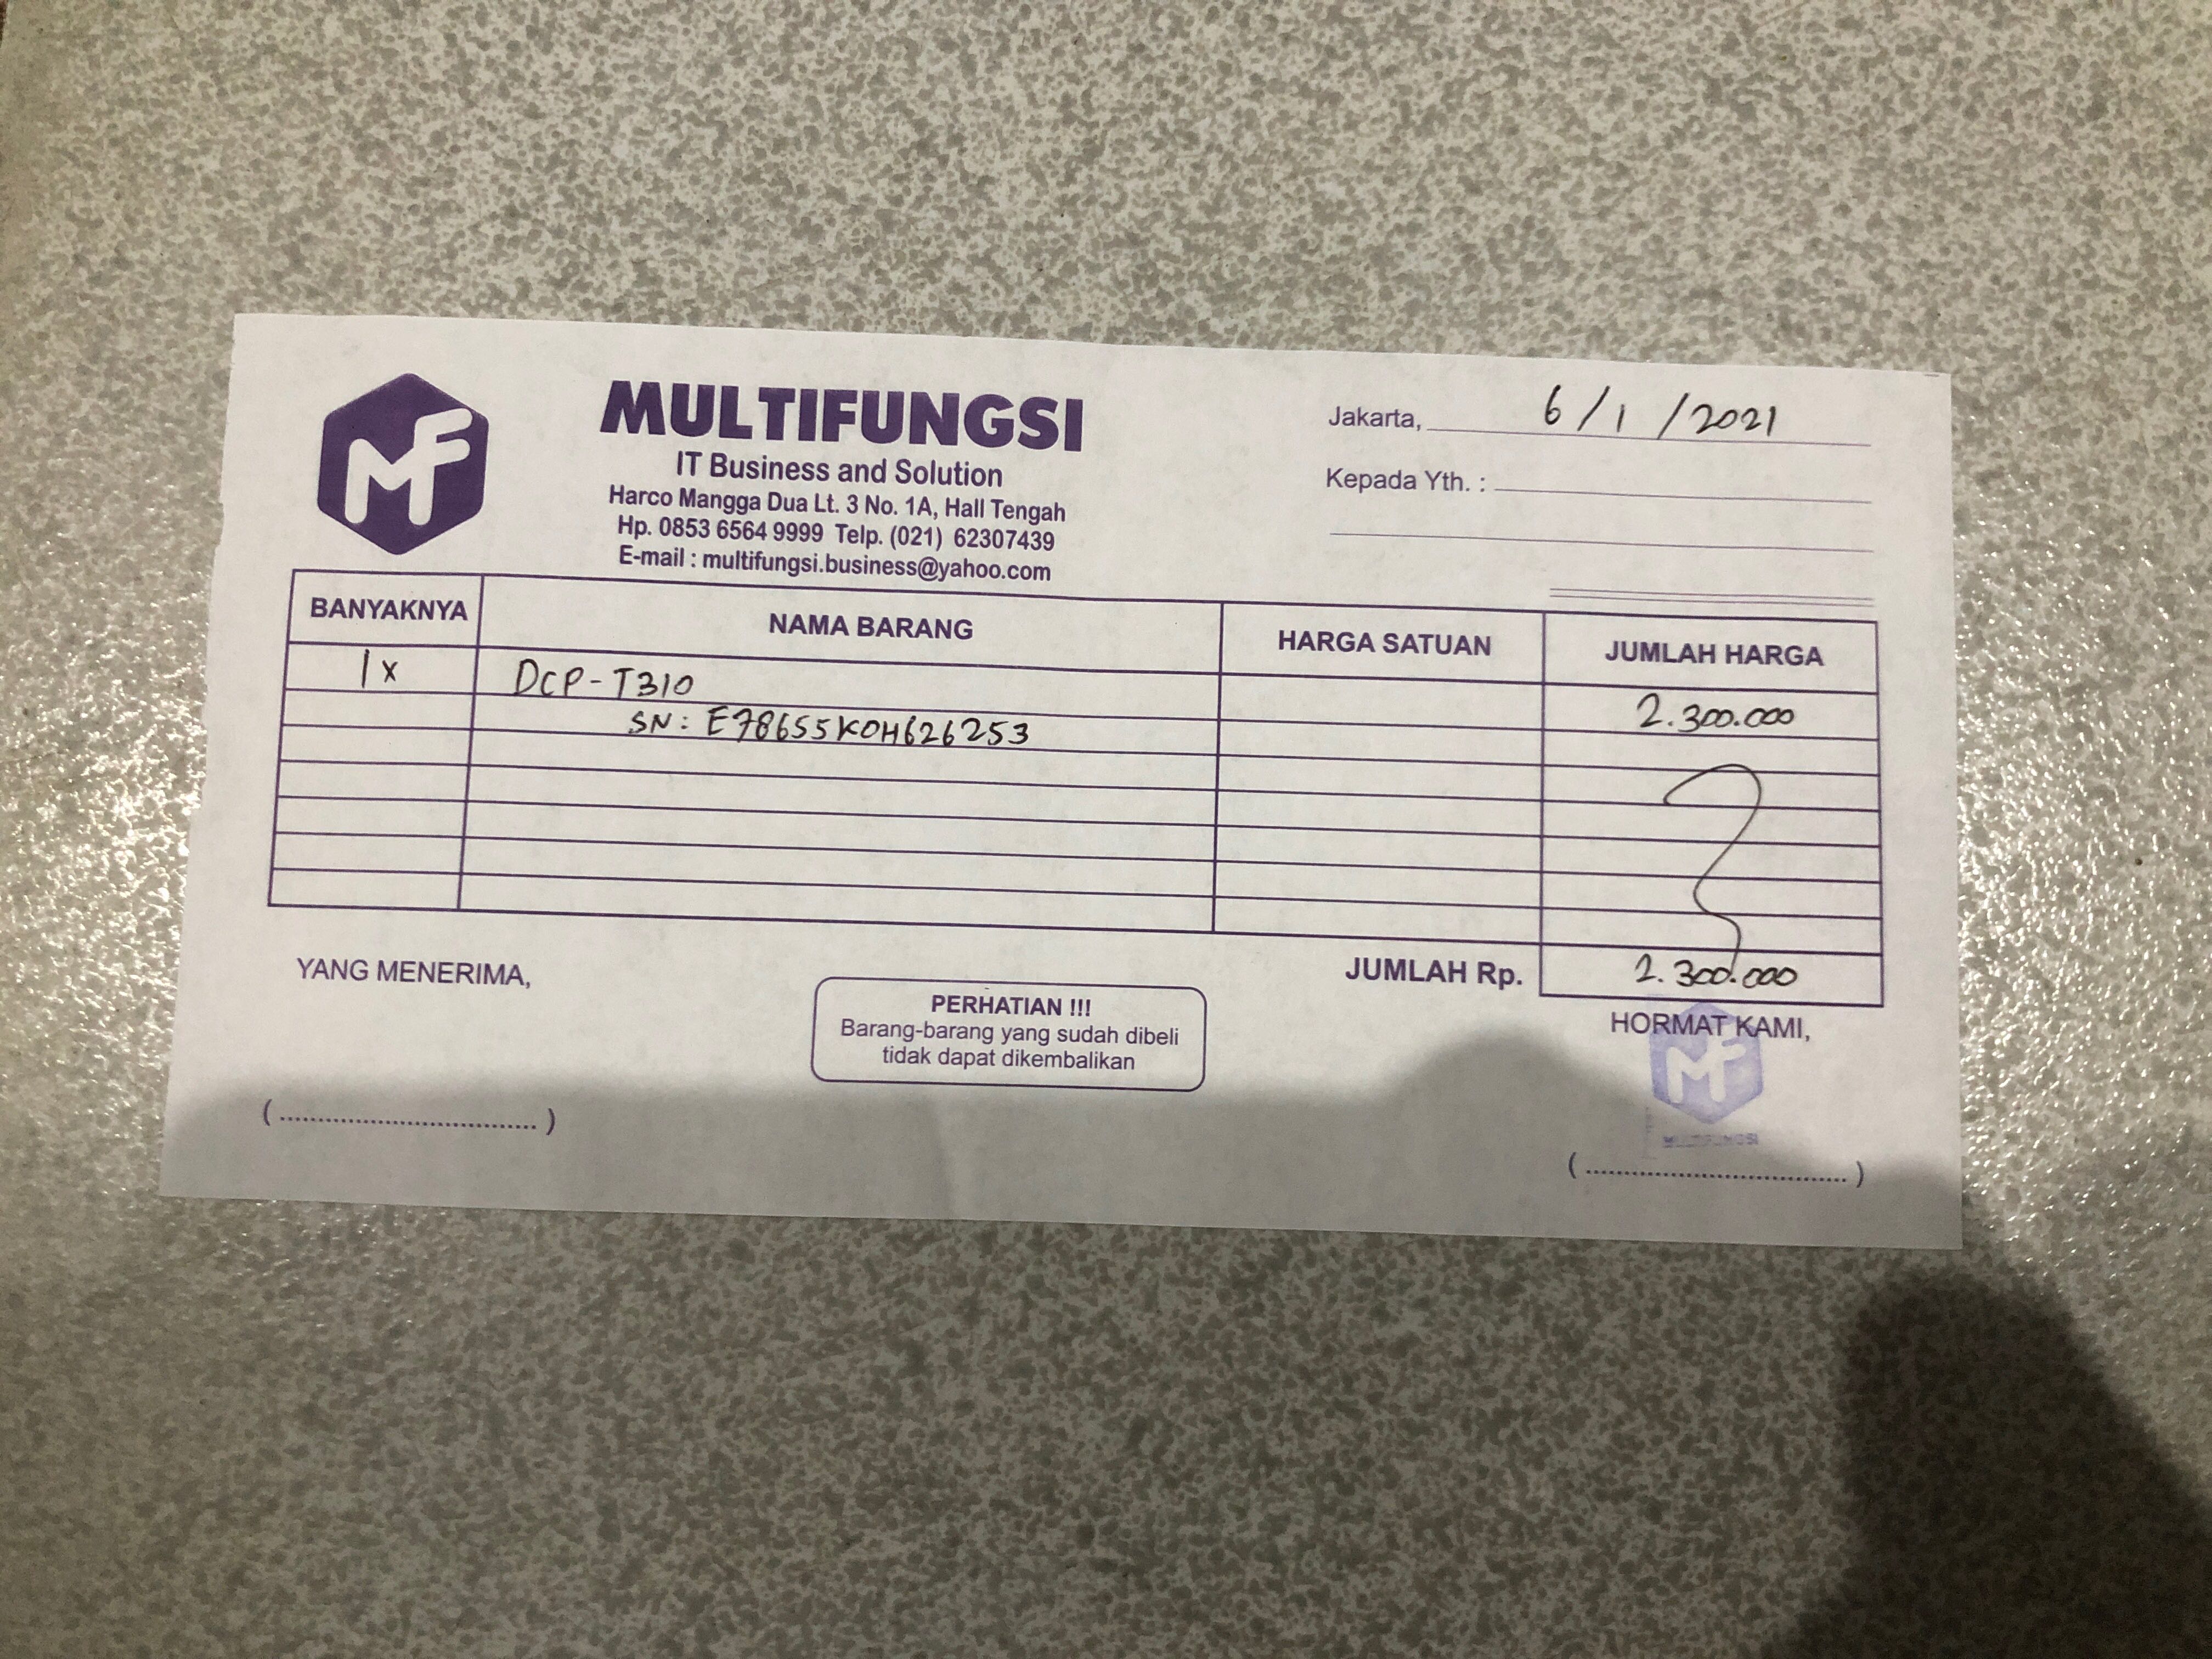 MF
MULTIFUNGSI
IT Business and Solution
Harco Mangga Dua Lt. 3 No. 1A, Hall Tengah
Hp. 0853 6564 9999 Telp. (021) 62307439
E-mail : multifungsi.business@yahoo.com
Jakarta, 6/1/2021
Kepada Yth. :
BANYAKNYA NAMA BARANG HARGA SATUAN JUMLAH HARGA
1x DCP-T310 2.300.000
SN: E78655K0H626253
JUMLAH Rp. 2.300.000
YANG MENERIMA,
PERHATIAN !!!
Barang-barang yang sudah dibeli
tidak dapat dikembalikan
HORMAT KAMI,
MF
MULTIFUNGSI
(................................)
(................................)